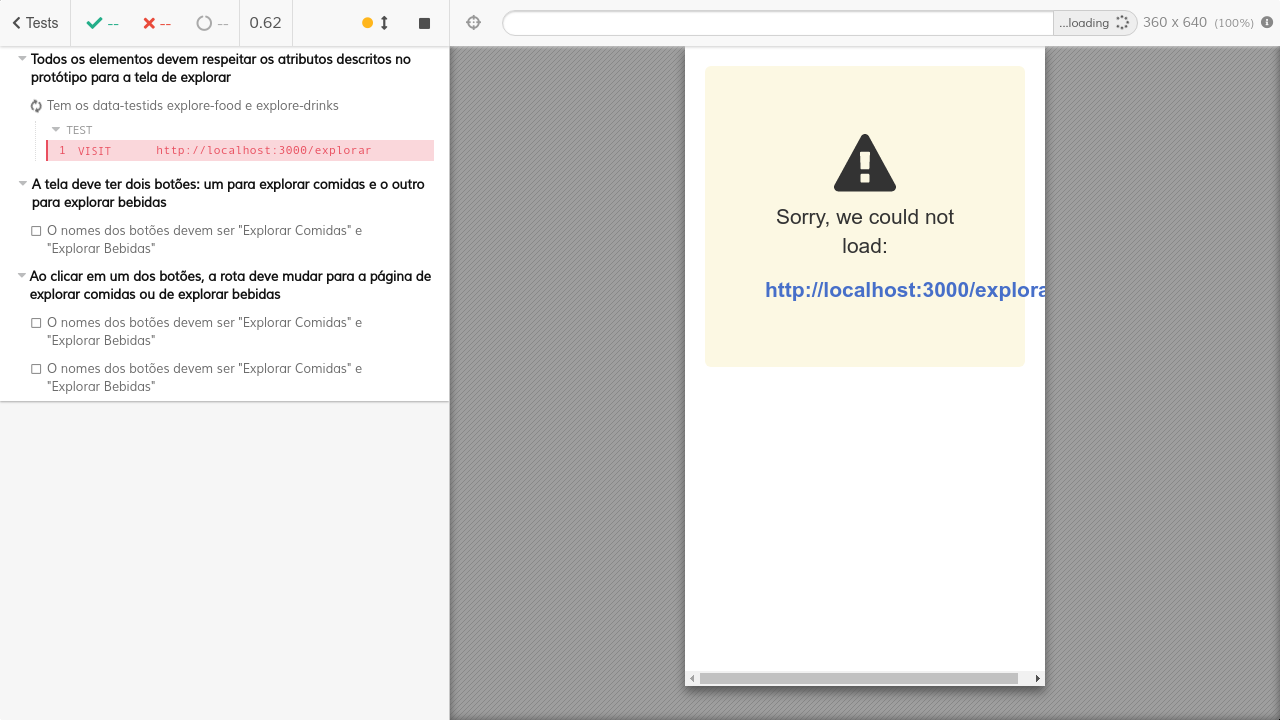 Tests -- -- -- 0.62
...loading 360 x 640 (100%)
Todos os elementos devem respeitar os atributos descritos no
protótipo para a tela de explorar
Tem os data-testids explore-food e explore-drinks
TEST
1 VISIT http://localhost:3000/explorar
A tela deve ter dois botões: um para explorar comidas e o outro
para explorar bebidas
O nomes dos botões devem ser "Explorar Comidas" e
"Explorar Bebidas"
Ao clicar em um dos botões, a rota deve mudar para a página de
explorar comidas ou de explorar bebidas
O nomes dos botões devem ser "Explorar Comidas" e
"Explorar Bebidas"
O nomes dos botões devem ser "Explorar Comidas" e
"Explorar Bebidas"
Sorry, we could not
load:
http://localhost:3000/explora